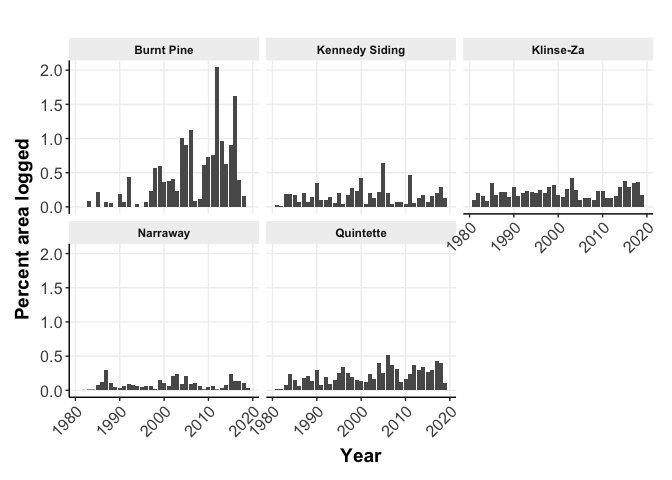 Burnt Pine Kennedy Siding Klinse-Za
2.0
1.5
1.0
0.5
0.0
1980 1990 2000 2010 2020
Narraway Quintette
2.0
1.5
1.0
0.5
0.0
1980 1990 2000 2010 2020 1980 1990 2000 2010 2020
Percent area logged
Year